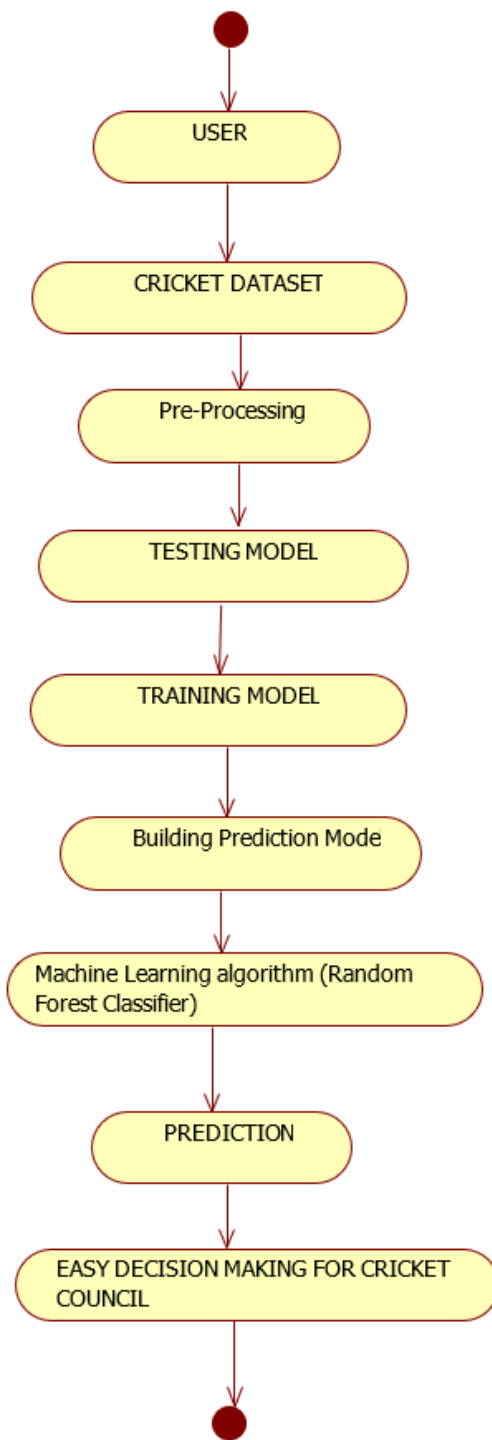 USER
CRICKET DATASET
Pre-Processing
TESTING MODEL
TRAINING MODEL
Building Prediction Mode
Machine Learning algorithm (Random
Forest Classifier)
PREDICTION
EASY DECISION MAKING FOR CRICKET
COUNCIL